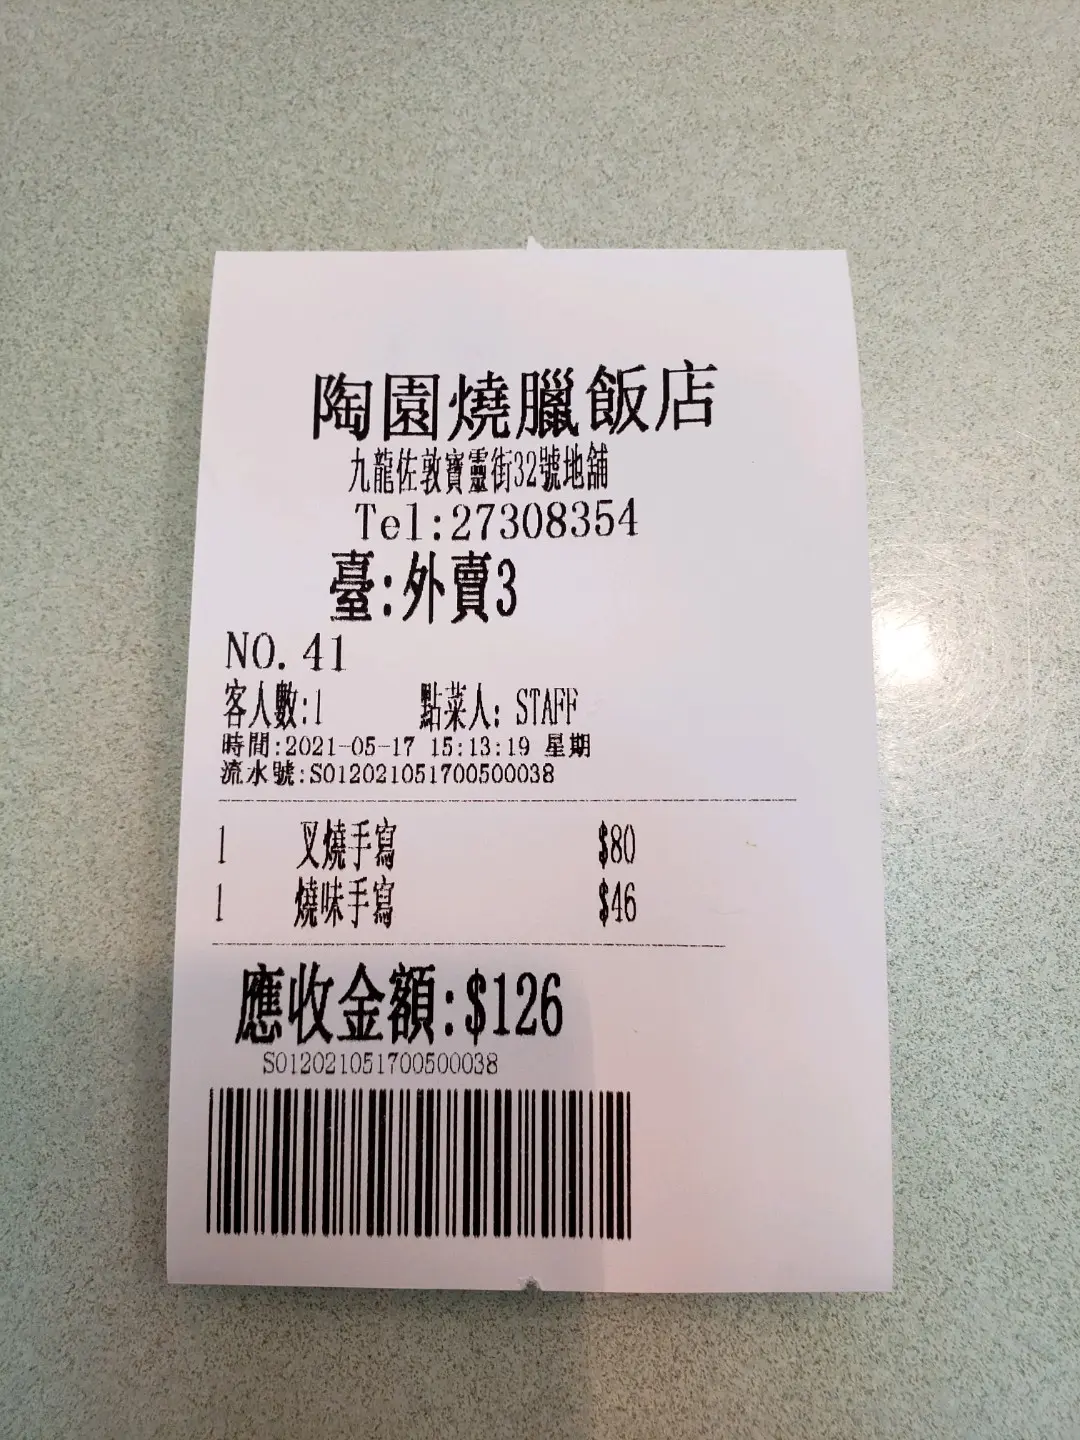 陶園燒臘飯店
九龍佐敦寶靈街32號地舖
Tel:27308354
臺:外賣3
NO. 41
客人數:1 點菜人: STAFF
時間:2021-05-17 15:13:19 星期
流水號:S012021051700500038
1 叉燒手寫 $80
1 燒味手寫 $46
應收金額:$126
S012021051700500038